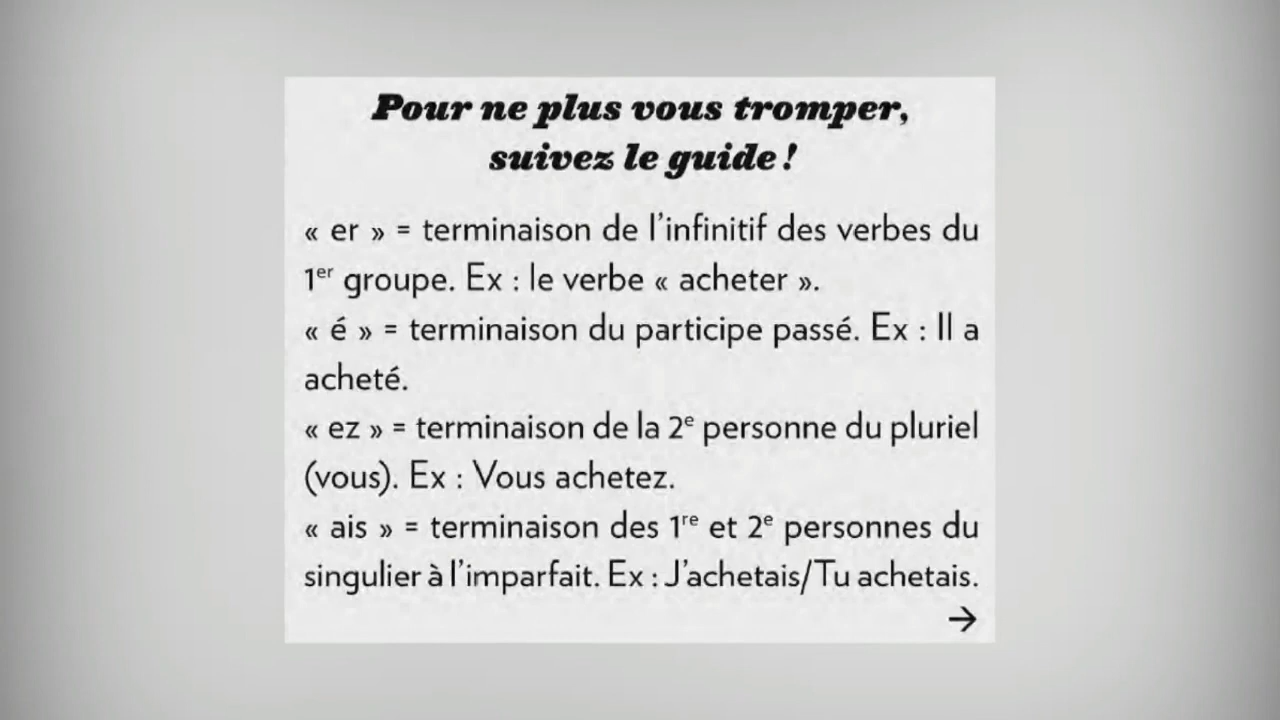 Pour ne plus vous tromper,
suivez le guide !
« er » = terminaison de l’infinitif des verbes du
1er groupe. Ex : le verbe « acheter ».
« é » = terminaison du participe passé. Ex : Il a
acheté.
« ez » = terminaison de la 2e personne du pluriel
(vous). Ex : Vous achetez.
« ais » = terminaison des 1re et 2e personnes du
singulier à l’imparfait. Ex : J’achetais/Tu achetais.
→